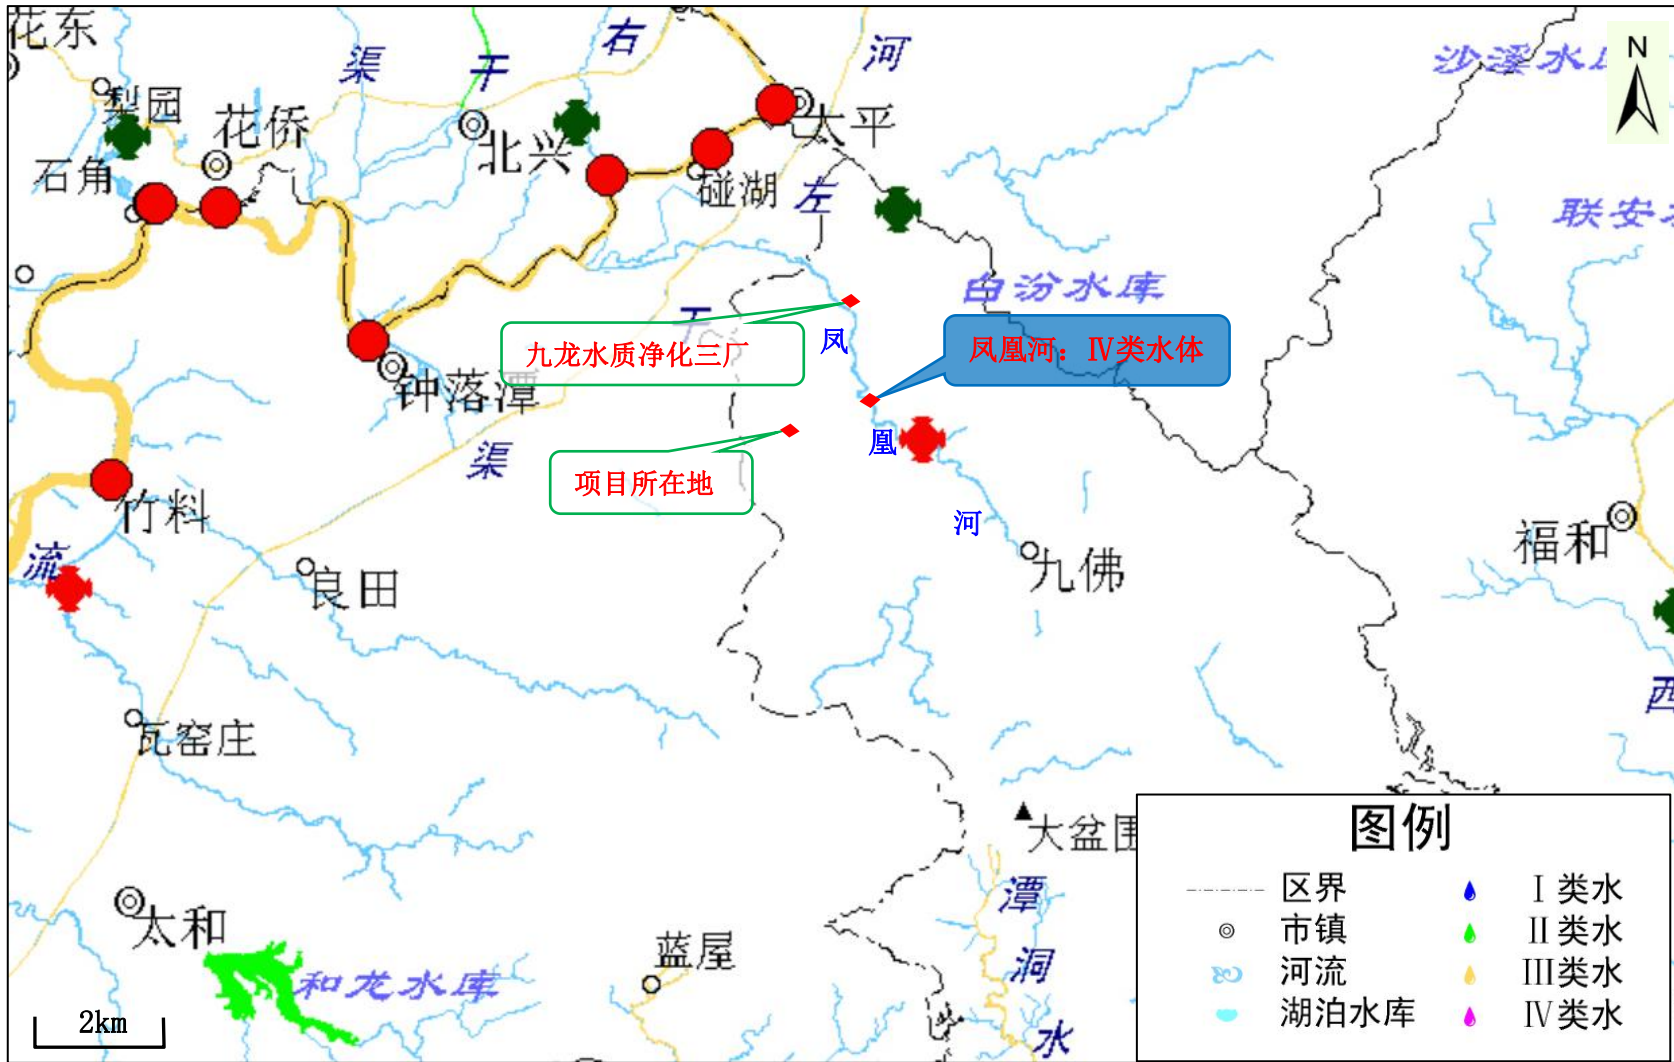 花东
渠
干
右
河
沙溪水库
N
梨园
花侨
北兴
太平
石角
碰湖
左
联安
白汾水库
干
凤
九龙水质净化三厂
凤凰河：Ⅳ类水体
钟落潭
凰
渠
项目所在地
竹料
河
福和
流
良田
九佛
西
瓦窑庄
大盆围
图例
区界
Ⅰ类水
市镇
Ⅱ类水
河流
Ⅲ类水
湖泊水库
Ⅳ类水
潭
洞
水
太和
蓝屋
和龙水库
2km